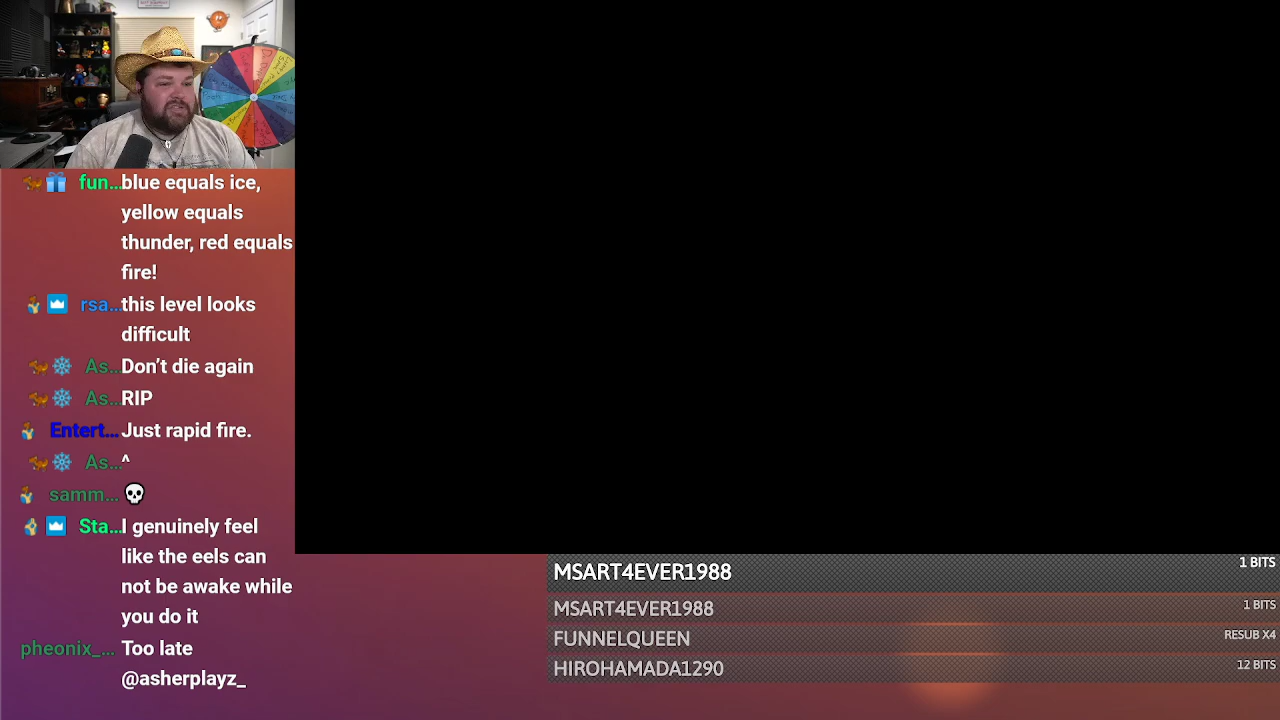 fun…blue equals ice,
yellow equals
thunder, red equals
fire!
rsa…this level looks
difficult
As…Don’t die again
As…RIP
Entert…Just rapid fire.
As…^
samm…
Sta…I genuinely feel
like the eels can
not be awake while
you do it
pheonix_… Too late
@asherplayz_
MSART4EVER1988 1 BITS
MSART4EVER1988 1 BITS
FUNNELQUEEN RESUB X4
HIROHAMADA1290 12 BITS